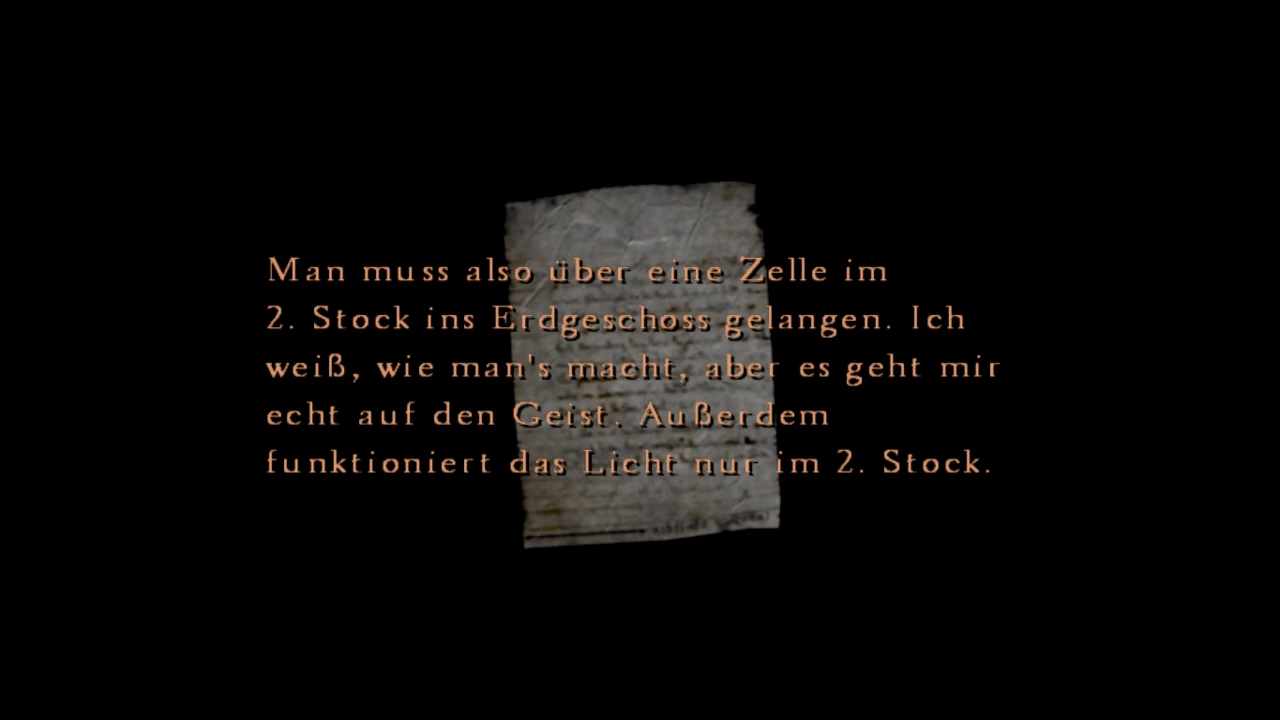 Man muss also über eine Zelle im
2. Stock ins Erdgeschoss gelangen. Ich
weiß, wie man's macht, aber es geht mir
echt auf den Geist. Außerdem
funktioniert das Licht nur im 2. Stock.